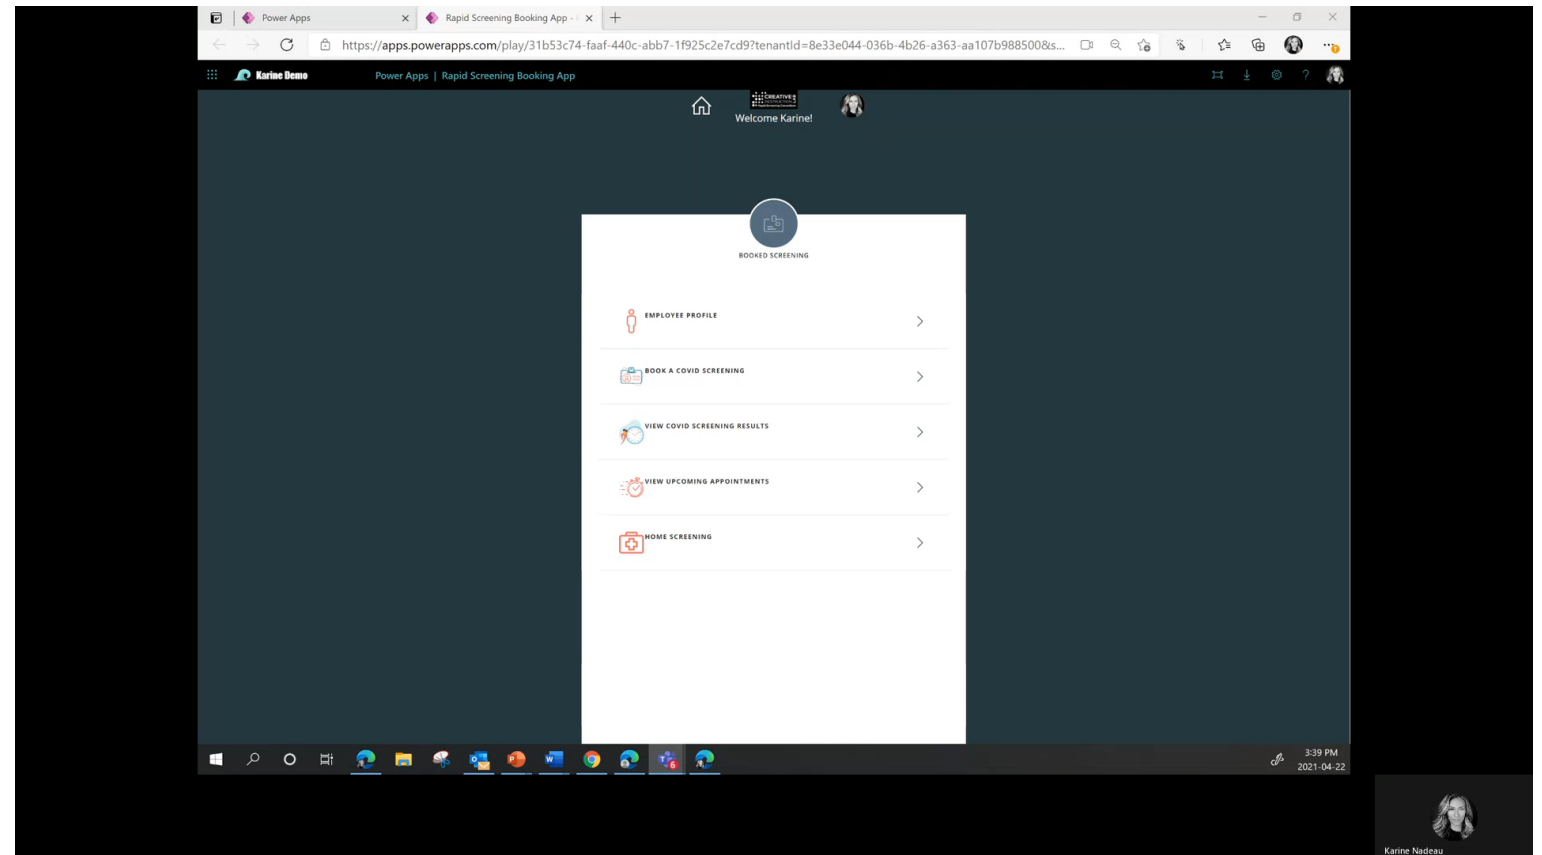 Power Apps
Rapid Screening Booking App -
https://apps.powerapps.com/play/31b53c74-faaf-440c-abb7-1f925c2e7cd9?tenantId=8e33e044-036b-4b26-a363-aa107b988500&s...
Karine Demo
Power Apps | Rapid Screening Booking App
?
CREATIVE
Welcome Karine!
BOOKED SCREENING
EMPLOYEE PROFILE
BOOK A COVID SCREENING
VIEW COVID SCREENING RESULTS
VIEW UPCOMING APPOINTMENTS
HOME SCREENING
3:39 PM
2021-04-22
Karine Nadeau